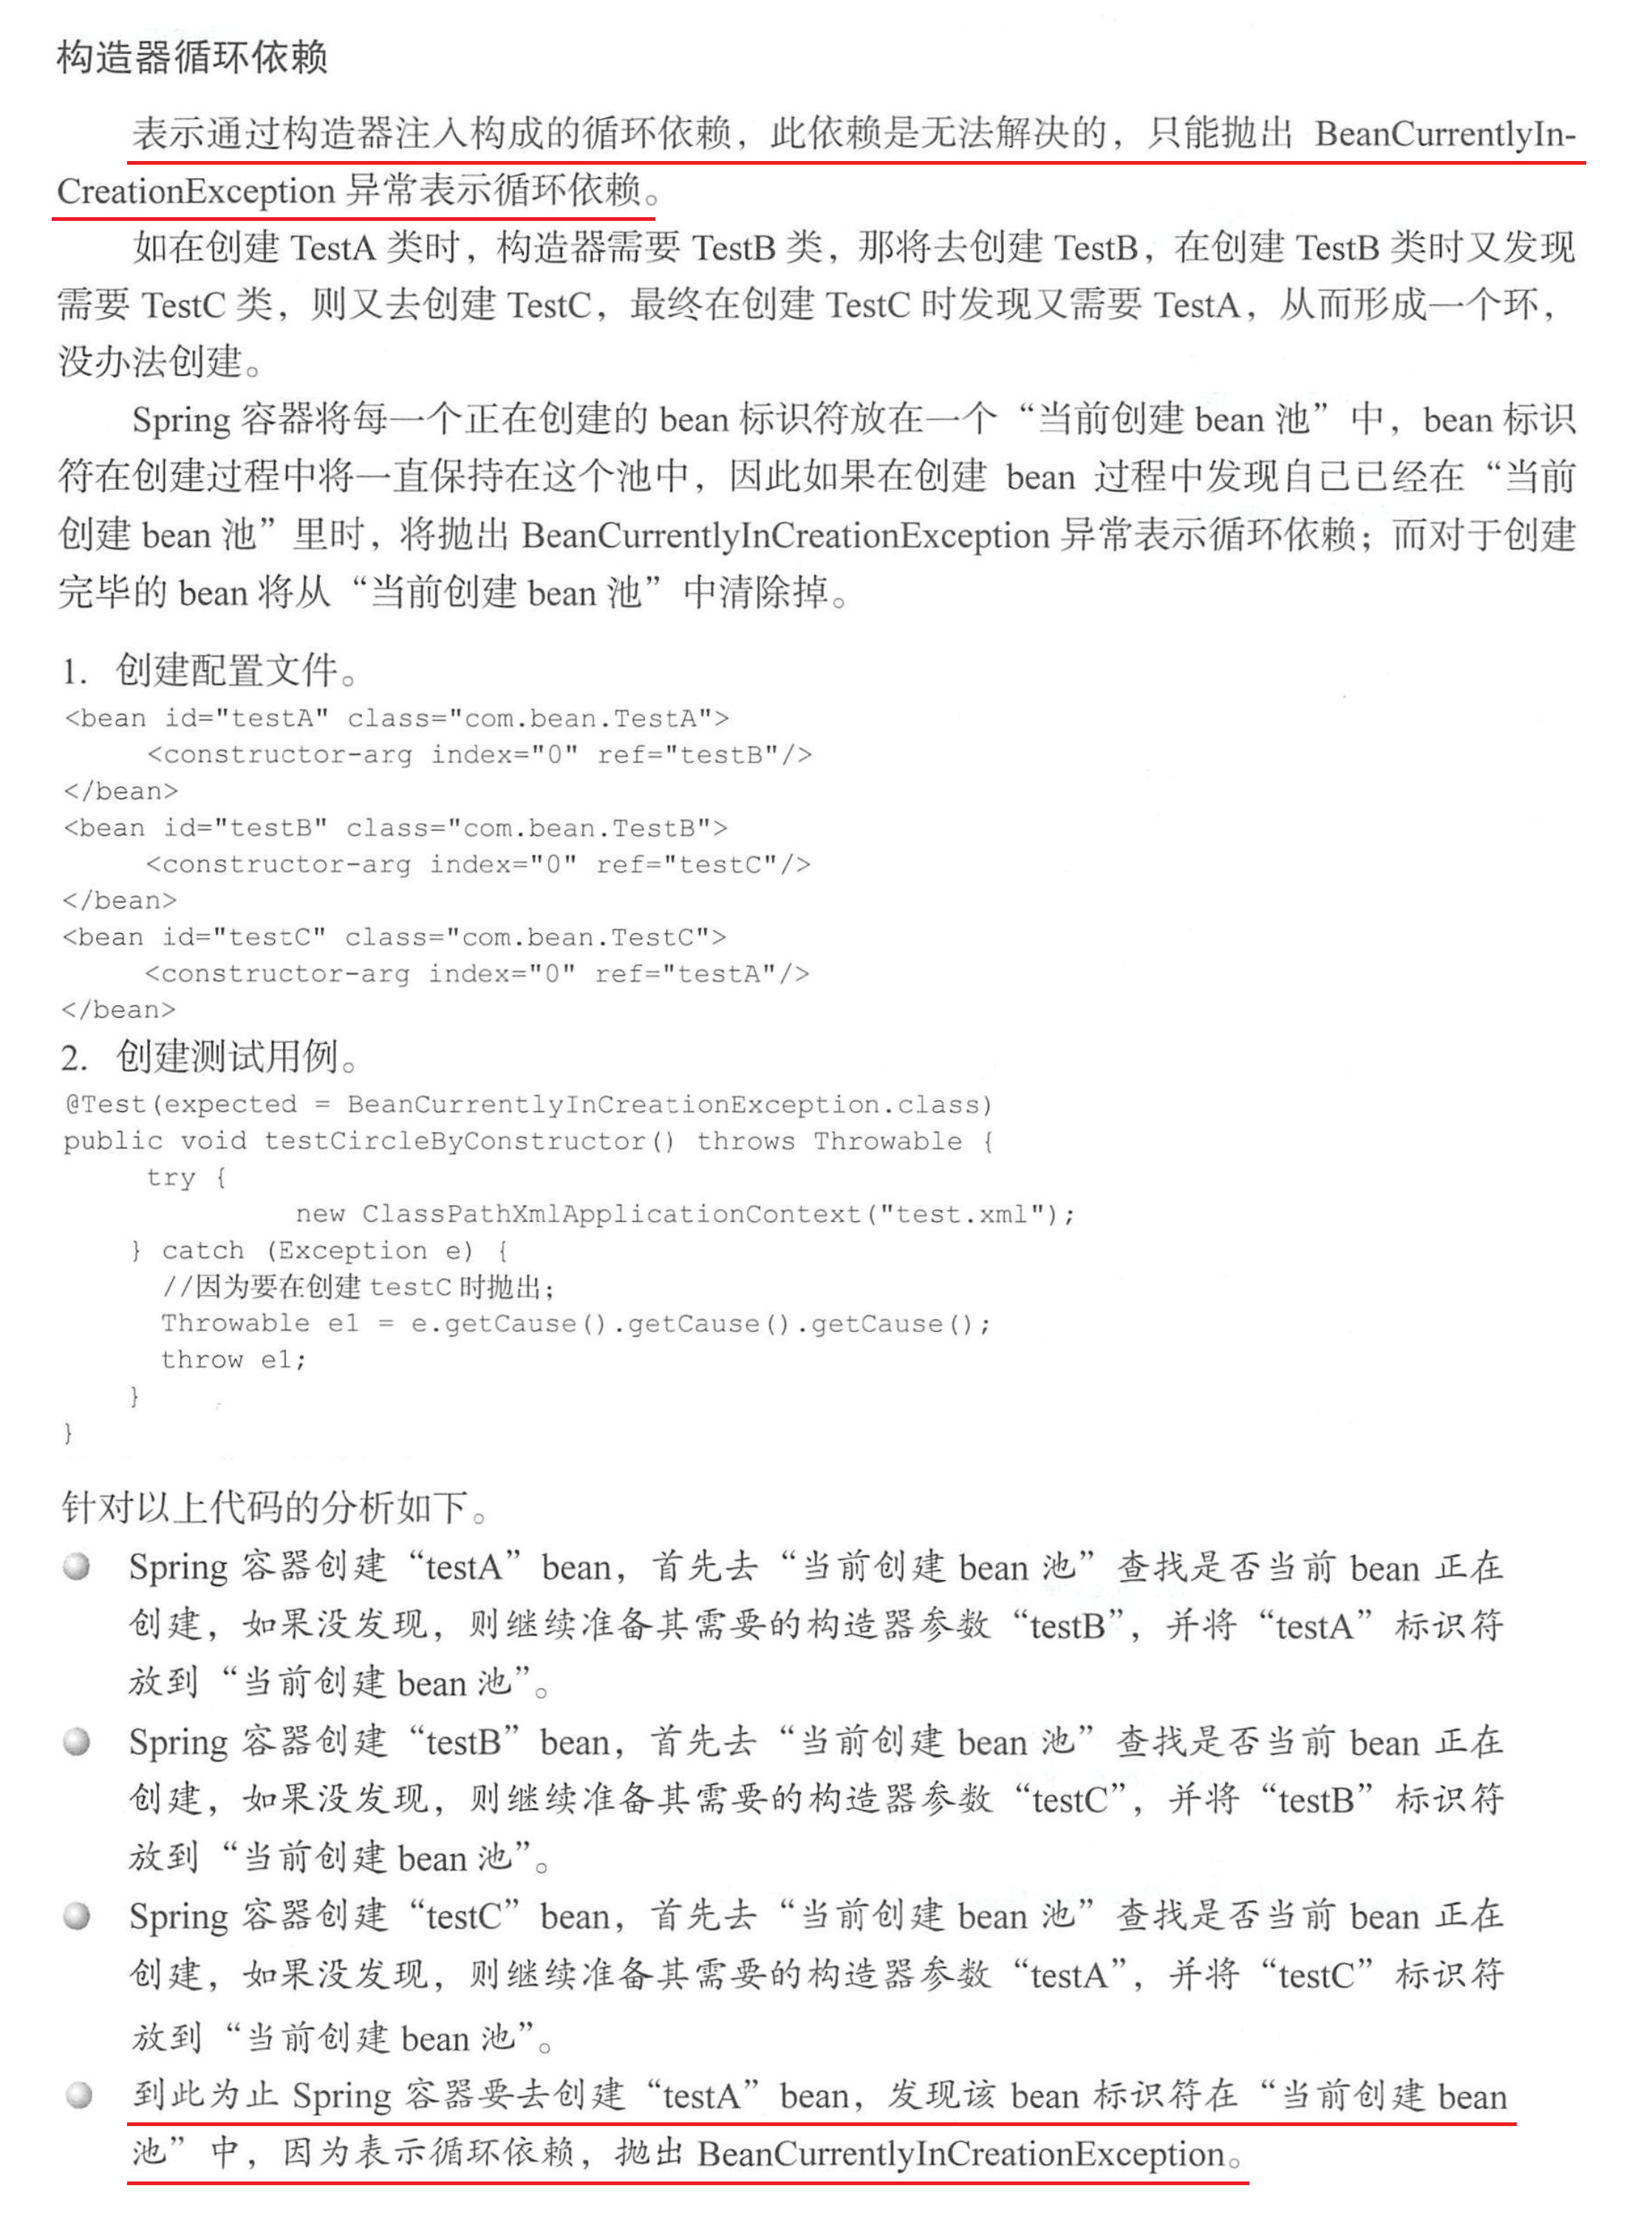 构造器循环依赖
表示通过构造器注入构成的循环依赖，此依赖是无法解决的，只能抛出 BeanCurrentlyIn-
CreationException 异常表示循环依赖。
如在创建 TestA 类时，构造器需要 TestB 类，那将去创建 TestB，在创建 TestB 类时又发现
需要 TestC 类，则又去创建 TestC，最终在创建 TestC 时发现又需要 TestA，从而形成一个环，
没办法创建。
Spring 容器将每一个正在创建的 bean 标识符放在一个“当前创建 bean 池”中，bean 标识
符在创建过程中将一直保持在这个池中，因此如果在创建 bean 过程中发现自己已经在“当前
创建 bean 池”里时，将抛出 BeanCurrentlyInCreationException 异常表示循环依赖；而对于创建
完毕的 bean 将从“当前创建 bean 池”中清除掉。
1. 创建配置文件。
<bean id="testA" class="com.bean.TestA">
<constructor-arg index="0" ref="testB"/>
</bean>
<bean id="testB" class="com.bean.TestB">
<constructor-arg index="0" ref="testC"/>
</bean>
<bean id="testC" class="com.bean.TestC">
<constructor-arg index="0" ref="testA"/>
</bean>
2. 创建测试用例。
@Test(expected = BeanCurrentlyInCreationException.class)
public void testCircleByConstructor() throws Throwable {
try {
new ClassPathXmlApplicationContext("test.xml");
} catch (Exception e) {
//因为要在创建 testC 时抛出；
Throwable e1 = e.getCause().getCause().getCause();
throw e1;
}
}
针对以上代码的分析如下。
Spring 容器创建“testA”bean，首先去“当前创建 bean 池”查找是否当前 bean 正在
创建，如果没发现，则继续准备其需要的构造器参数“testB”，并将“testA”标识符
放到“当前创建 bean 池”。
Spring 容器创建“testB”bean，首先去“当前创建 bean 池”查找是否当前 bean 正在
创建，如果没发现，则继续准备其需要的构造器参数“testC”，并将“testB”标识符
放到“当前创建 bean 池”。
Spring 容器创建“testC”bean，首先去“当前创建 bean 池”查找是否当前 bean 正在
创建，如果没发现，则继续准备其需要的构造器参数“testA”，并将“testC”标识符
放到“当前创建 bean 池”。
到此为止 Spring 容器要去创建“testA”bean，发现该 bean 标识符在“当前创建 bean
池”中，因为表示循环依赖，抛出 BeanCurrentlyInCreationException。